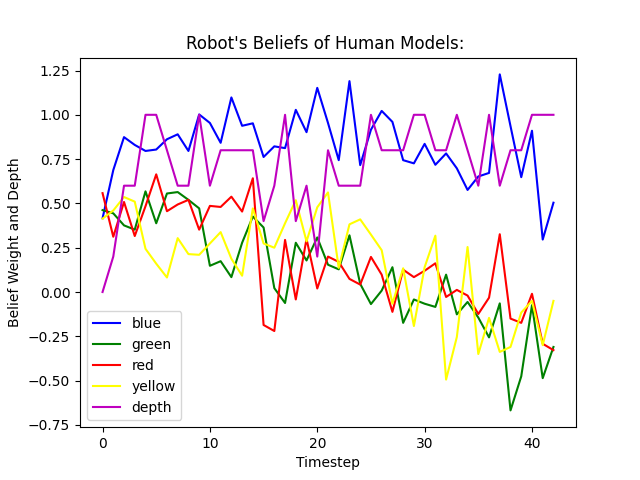 Robot's Beliefs of Human Models:
Belief Weight and Depth
1.25
1.00
0.75
0.50
0.25
0.00
−0.25
−0.50
−0.75
blue
green
red
yellow
depth
0 10 20 30 40
Timestep